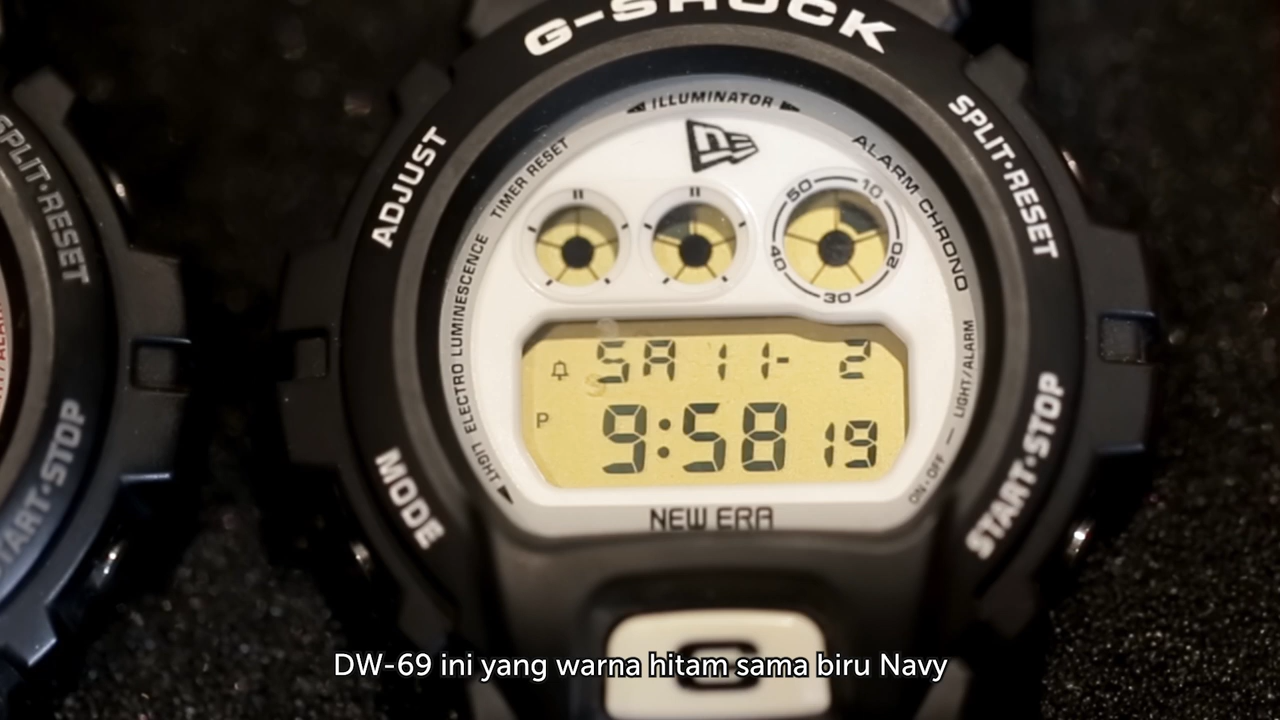 G-SHOCK
ILLUMINATOR
NE
TIMER RESET
ALARM CHRONO
ADJUST
SPLIT·RESET
SPLIT·RESET
50 10
40 20
30
ELECTRO LUMINESCENCE
LIGHT/ALARM
SA 11- 2
P 9:58 19
LIGHT
ON·OFF
MODE
START·STOP
START·STOP
NEW ERA
G
DW-69 ini yang warna hitam sama biru Navy